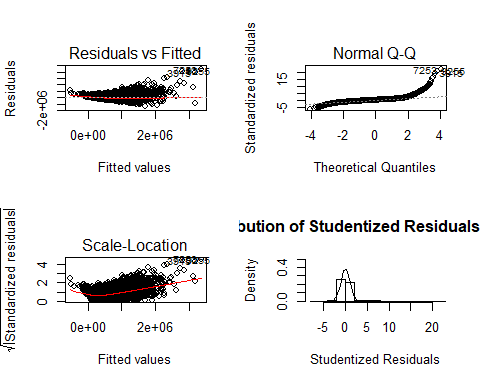 Residuals vs Fitted
Residuals
-2e+06
0e+00 2e+06
Fitted values
Normal Q-Q
Standardized residuals
-5 15
-4 -2 0 2 4
Theoretical Quantiles
Scale-Location
√|Standardized residuals|
0 2 4
0e+00 2e+06
Fitted values
bution of Studentized Residuals
Density
0.0 0.4
-5 0 5 10 20
Studentized Residuals